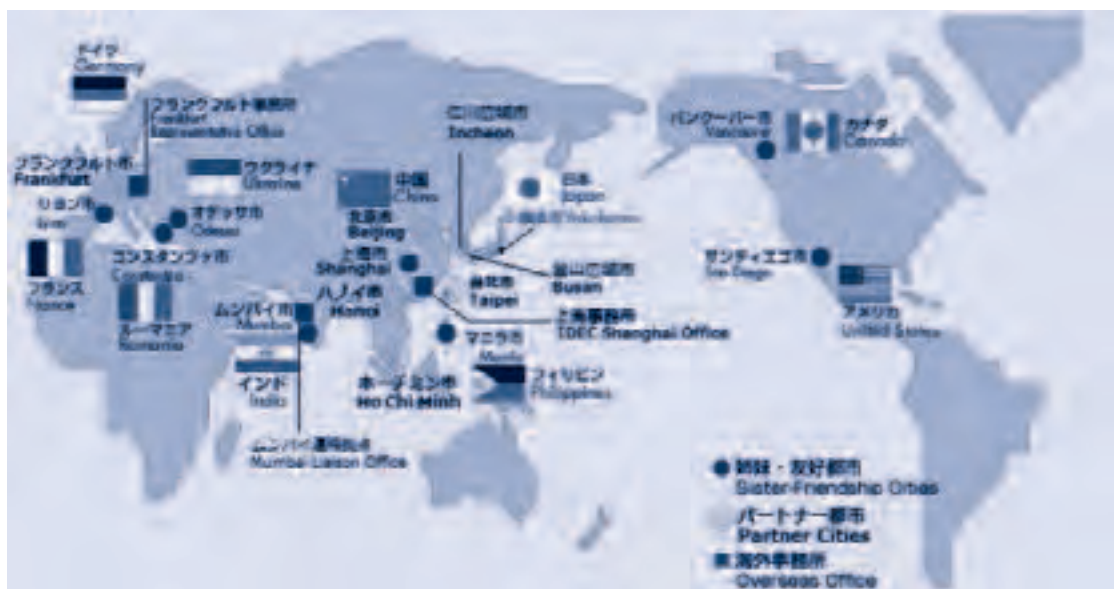 ドイツ
Germany
フランクフルト事務所
Frankfurt
Representative Office
フランクフルト市
Frankfurt
ウクライナ
Ukraine
リヨン市
Lyon
オデッサ市
Odessa
コンスタンツァ市
Constantza
フランス
France
ルーマニア
Romania
中国
China
北京市
Beijing
上海市
Shanghai
ハノイ市
Hanoi
ムンバイ市
Mumbai
インド
India
ムンバイ
Mumbai Liaison Office
ホーチミン市
Ho Chi Minh
仁川広域市
Incheon
日本
Japan
Yokohama
釜山広域市
Busan
台北市
Taipei
上海事務所
IDEC Shanghai Office
マニラ市
Manila
フィリピン
Philippines
バンクーバー市
Vancouver
カナダ
Canada
サンディエゴ市
San Diego
アメリカ
United States
姉妹・友好都市
Sister-Friendship Cities
パートナー都市
Partner Cities
海外事務所
Overseas Office